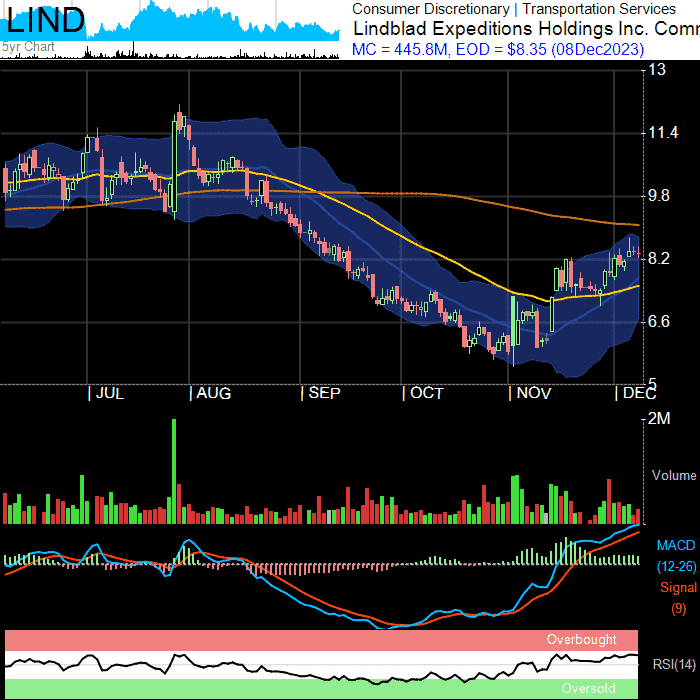 LIND
5yr Chart
Consumer Discretionary | Transportation Services
Lindblad Expeditions Holdings Inc. Comm
MC = 445.8M, EOD = $8.35 (08Dec2023)
13
11.4
9.8
8.2
6.6
5
| JUL | AUG | SEP | OCT | NOV | DEC
2M
Volume
MACD
(12-26)
Signal
(9)
Overbought
RSI(14)
Oversold